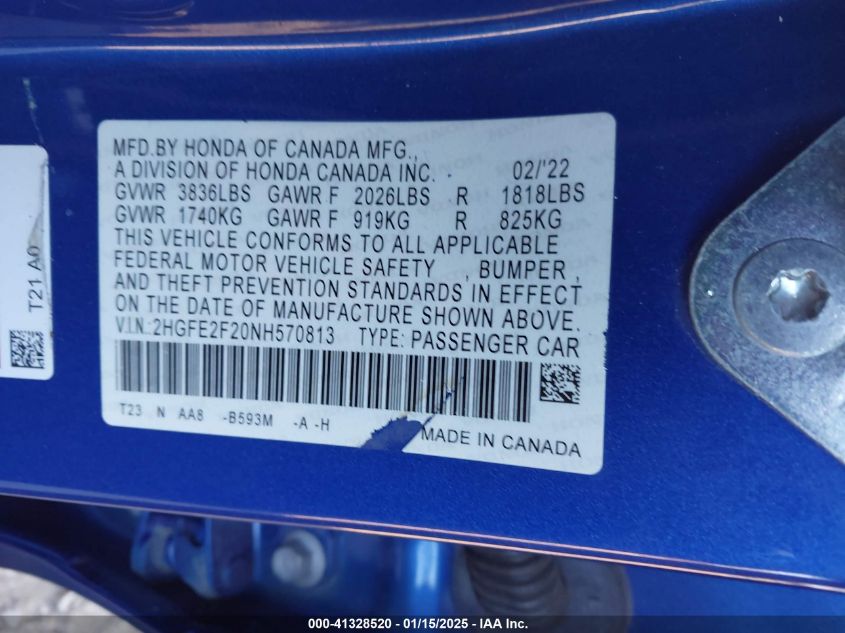 MFD.BY HONDA OF CANADA MFG.,
A DIVISION OF HONDA CANADA INC. 02/'22
GVWR 3836LBS GAWR F 2026LBS R 1818LBS
GVWR 1740KG GAWR F 919KG R 825KG
THIS VEHICLE CONFORMS TO ALL APPLICABLE
FEDERAL MOTOR VEHICLE SAFETY , BUMPER ,
AND THEFT PREVENTION STANDARDS IN EFFECT
ON THE DATE OF MANUFACTURE SHOWN ABOVE.
V.I.N.:2HGFE2F20NH570813 TYPE: PASSENGER CAR
T23 N AA8 -B593M -A -H
MADE IN CANADA
T21 A0
000-41328520 - 01/15/2025 - IAA Inc.